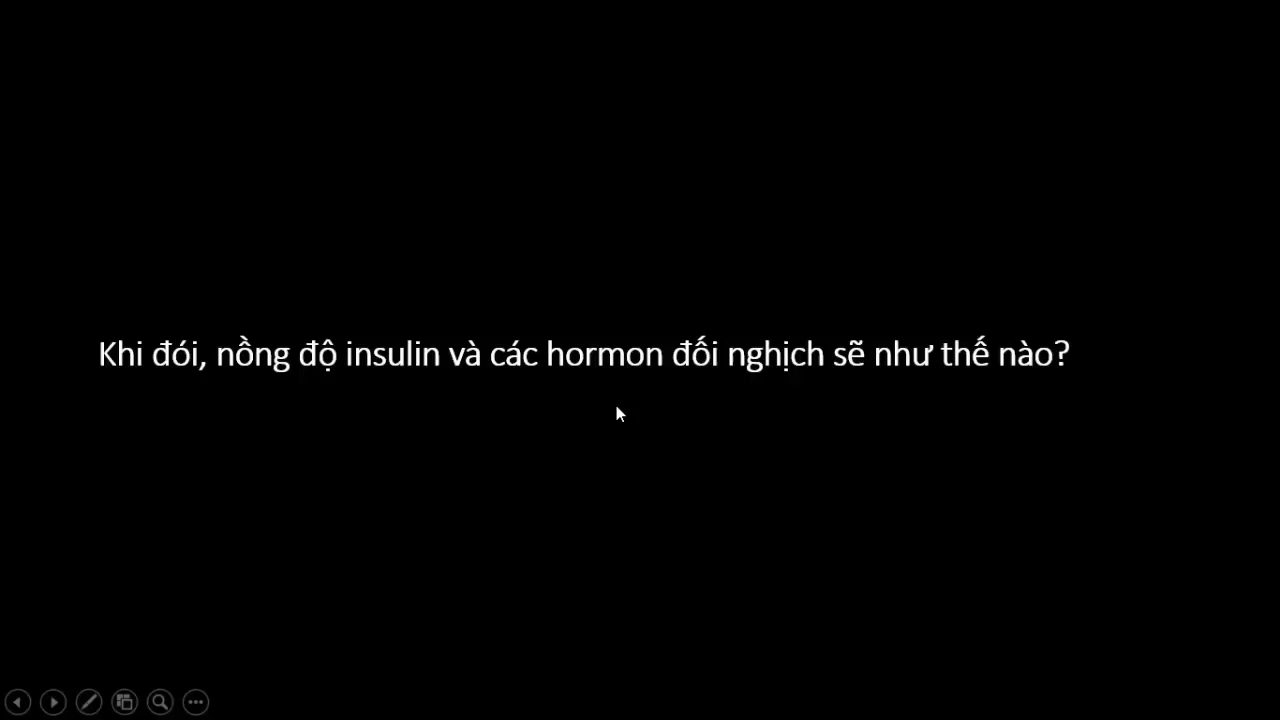 Khi đói, nồng độ insulin và các hormon đối nghịch sẽ như thế nào?